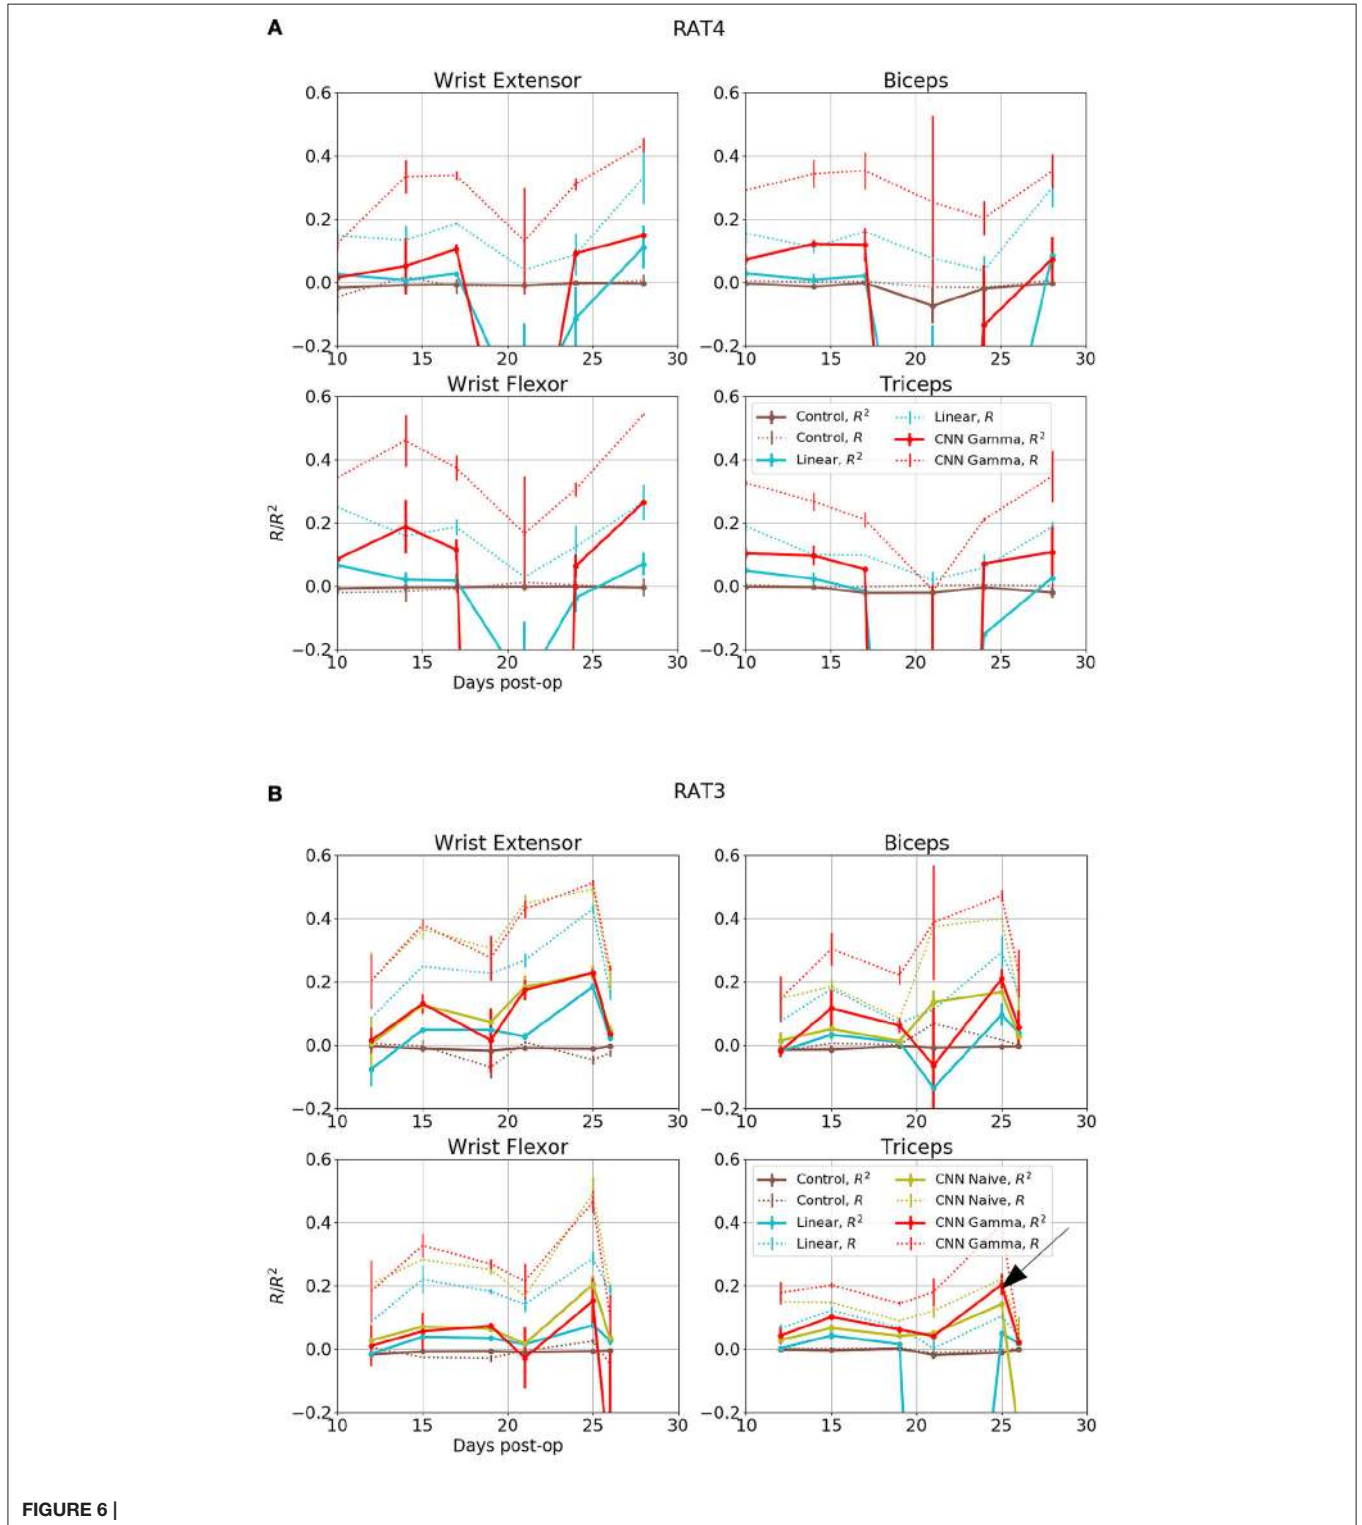 A
RAT4
Wrist Extensor
0.6
0.4
0.2
0.0
−0.2
10 15 20 25 30
Biceps
0.6
0.4
0.2
0.0
−0.2
10 15 20 25 30
Wrist Flexor
0.6
0.4
0.2
0.0
−0.2
R/R²
10 15 20 25 30
Days post-op
Triceps
0.6
0.4
0.2
0.0
−0.2
Control, R²
Control, R
Linear, R²
Linear, R
CNN Gamma, R²
CNN Gamma, R
10 15 20 25 30
B
RAT3
Wrist Extensor
0.6
0.4
0.2
0.0
−0.2
10 15 20 25 30
Biceps
0.6
0.4
0.2
0.0
−0.2
10 15 20 25 30
Wrist Flexor
0.6
0.4
0.2
0.0
−0.2
R/R²
10 15 20 25 30
Days post-op
Triceps
0.6
0.4
0.2
0.0
−0.2
Control, R²
Control, R
Linear, R²
Linear, R
CNN Naive, R²
CNN Naive, R
CNN Gamma, R²
CNN Gamma, R
10 15 20 25 30
FIGURE 6 |